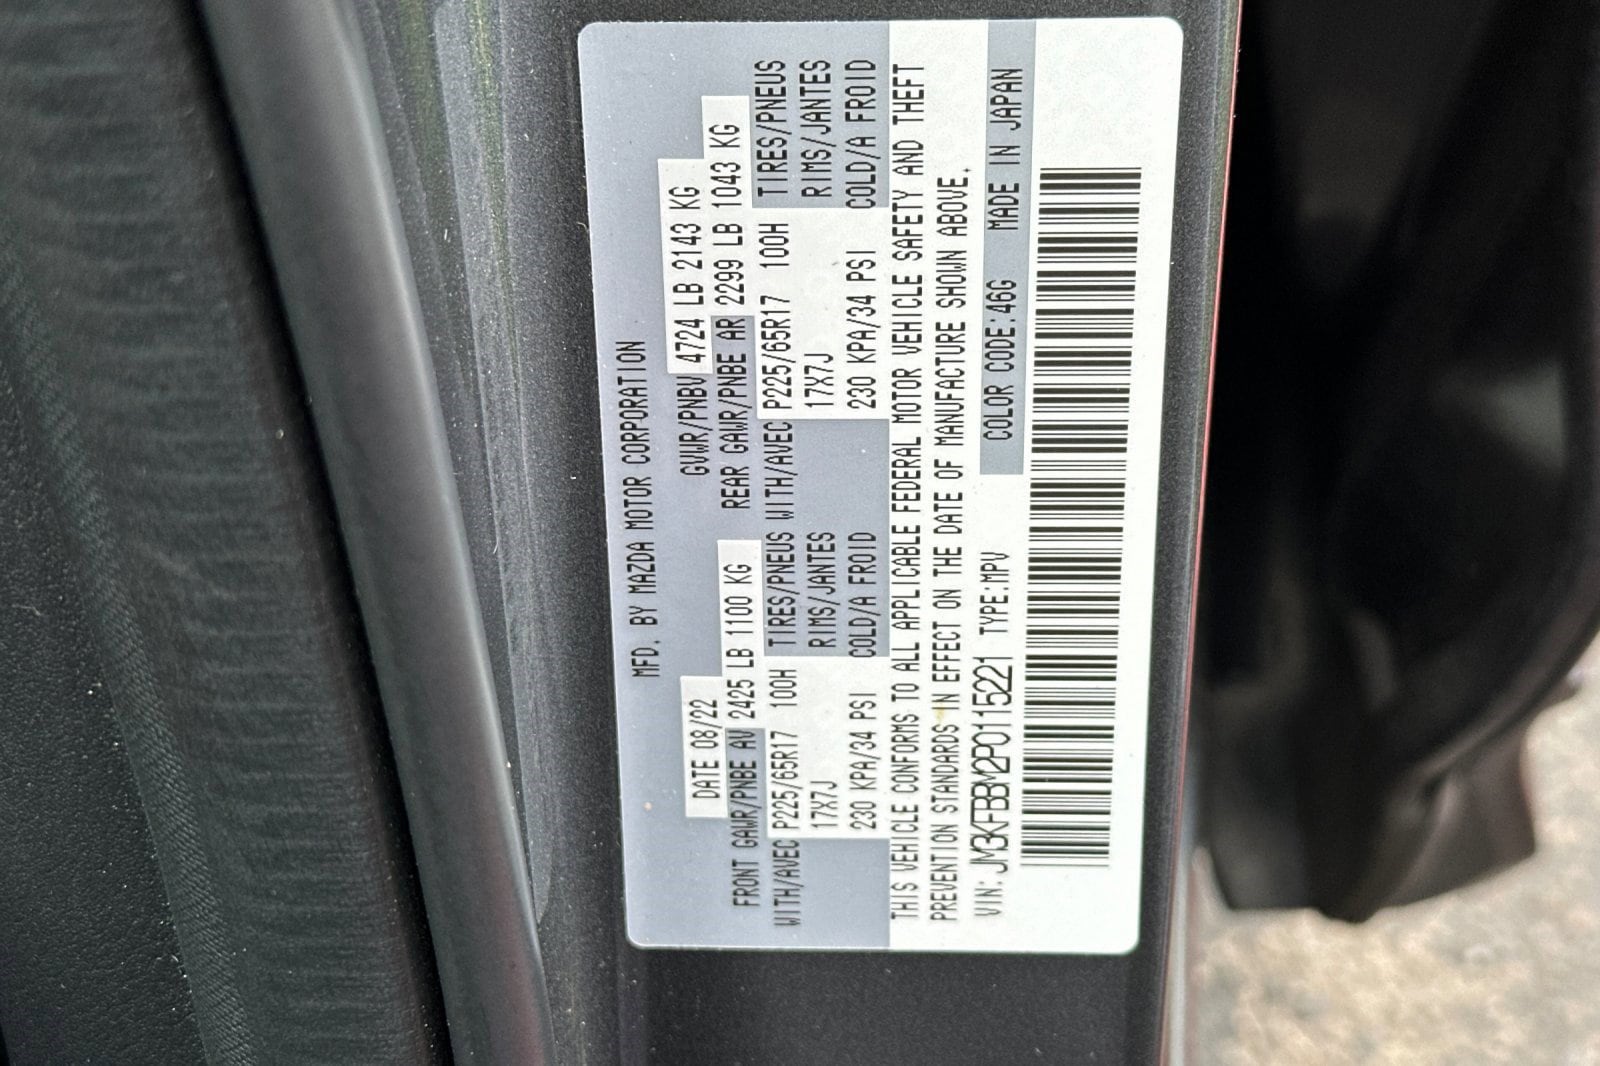 MFD. BY MAZDA MOTOR CORPORATION
DATE 08/22 GVWR/PNBV 4724 LB 2143 KG
FRONT GAWR/PNBE AV 2425 LB 1100 KG REAR GAWR/PNBE AR 2299 LB 1043 KG
WITH/AVEC P225/65R17 100H TIRES/PNEUS WITH/AVEC P225/65R17 100H TIRES/PNEUS
17X7J RIMS/JANTES 17X7J RIMS/JANTES
230 KPA/34 PSI COLD/A FROID 230 KPA/34 PSI COLD/A FROID
THIS VEHICLE CONFORMS TO ALL APPLICABLE FEDERAL MOTOR VEHICLE SAFETY AND THEFT
PREVENTION STANDARDS IN EFFECT ON THE DATE OF MANUFACTURE SHOWN ABOVE.
VIN: JM3KFBBM2P0115221 TYPE:MPV COLOR CODE:46G MADE IN JAPAN